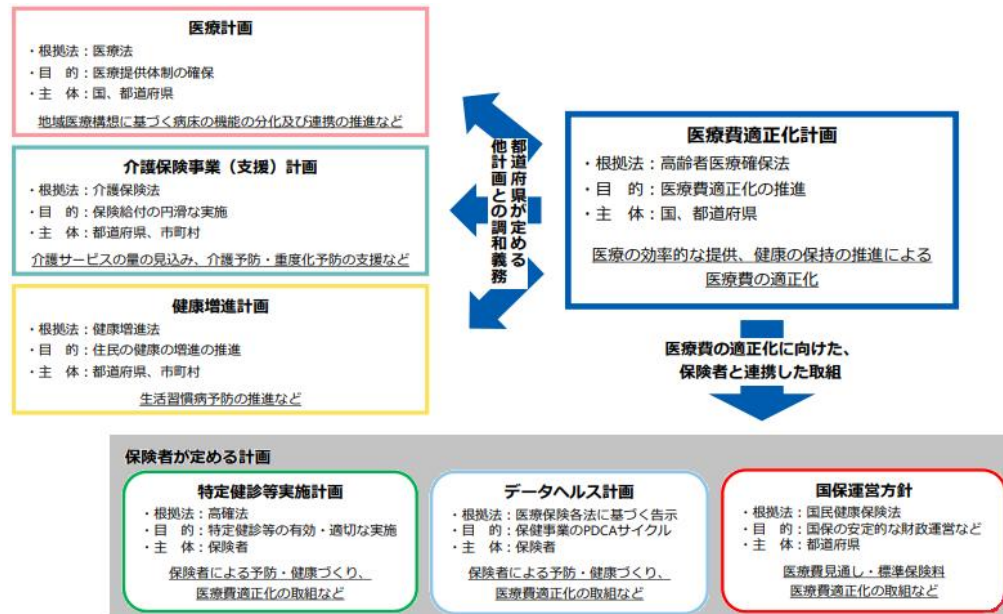 医療計画
・根拠法：医療法
・目　的：医療提供体制の確保
・主　体：国、都道府県
地域医療構想に基づく病床の機能の分化及び連携の推進など
介護保険事業（支援）計画
・根拠法：介護保険法
・目　的：保険給付の円滑な実施
・主　体：都道府県、市町村
介護サービスの量の見込み、介護予防・重度化予防の支援など
健康増進計画
・根拠法：健康増進法
・目　的：住民の健康の増進の推進
・主　体：都道府県、市町村
生活習慣病予防の推進など
都道府県が定める
他計画との調和義務
医療費適正化計画
・根拠法：高齢者医療確保法
・目　的：医療費適正化の推進
・主　体：国、都道府県
医療の効率的な提供、健康の保持の推進による
医療費の適正化
医療費の適正化に向けた、
保険者と連携した取組
保険者が定める計画
特定健診等実施計画
・根拠法：高確法
・目　的：特定健診等の有効・適切な実施
・主　体：保険者
保険者による予防・健康づくり、
医療費適正化の取組など
データヘルス計画
・根拠法：医療保険各法に基づく告示
・目　的：保健事業のPDCAサイクル
・主　体：保険者
保険者による予防・健康づくり、
医療費適正化の取組など
国保運営方針
・根拠法：国民健康保険法
・目　的：国保の安定的な財政運営など
・主　体：都道府県
医療費見通し・標準保険料
医療費適正化の取組など